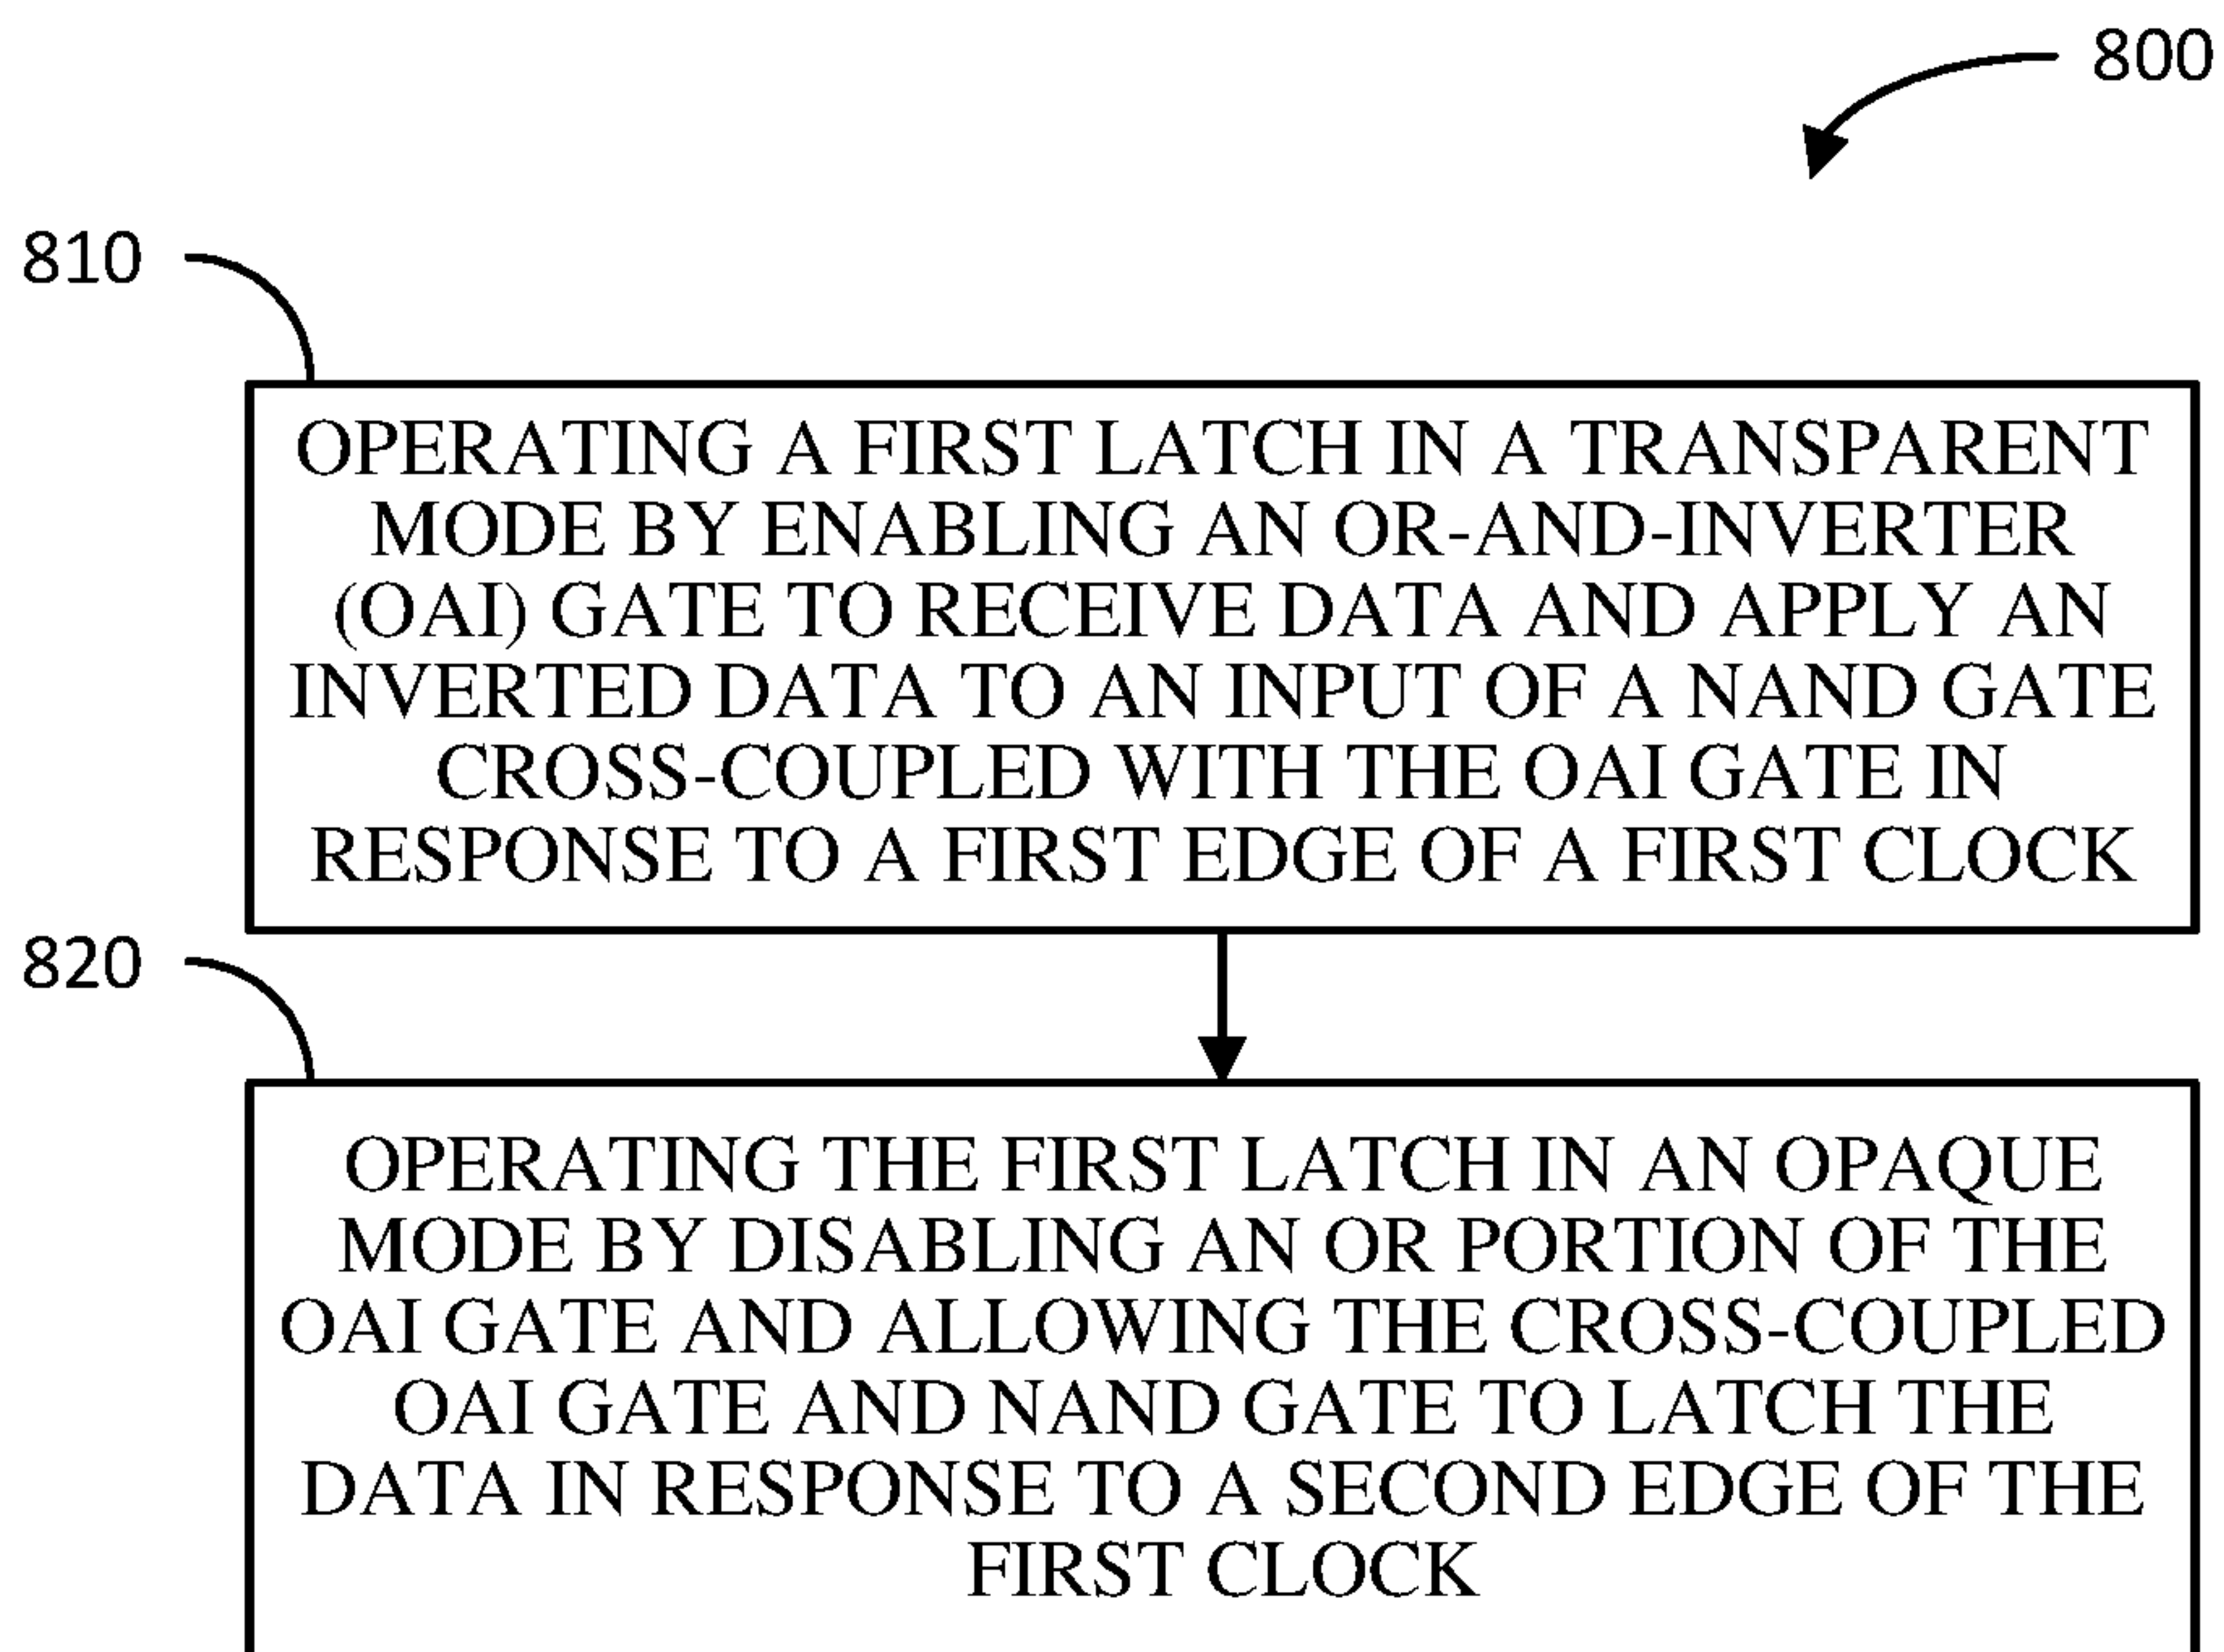 800
810
OPERATING A FIRST LATCH IN A TRANSPARENT
MODE BY ENABLING AN OR-AND-INVERTER
(OAI) GATE TO RECEIVE DATA AND APPLY AN
INVERTED DATA TO AN INPUT OF A NAND GATE
CROSS-COUPLED WITH THE OAI GATE IN
RESPONSE TO A FIRST EDGE OF A FIRST CLOCK
820
OPERATING THE FIRST LATCH IN AN OPAQUE
MODE BY DISABLING AN OR PORTION OF THE
OAI GATE AND ALLOWING THE CROSS-COUPLED
OAI GATE AND NAND GATE TO LATCH THE
DATA IN RESPONSE TO A SECOND EDGE OF THE
FIRST CLOCK